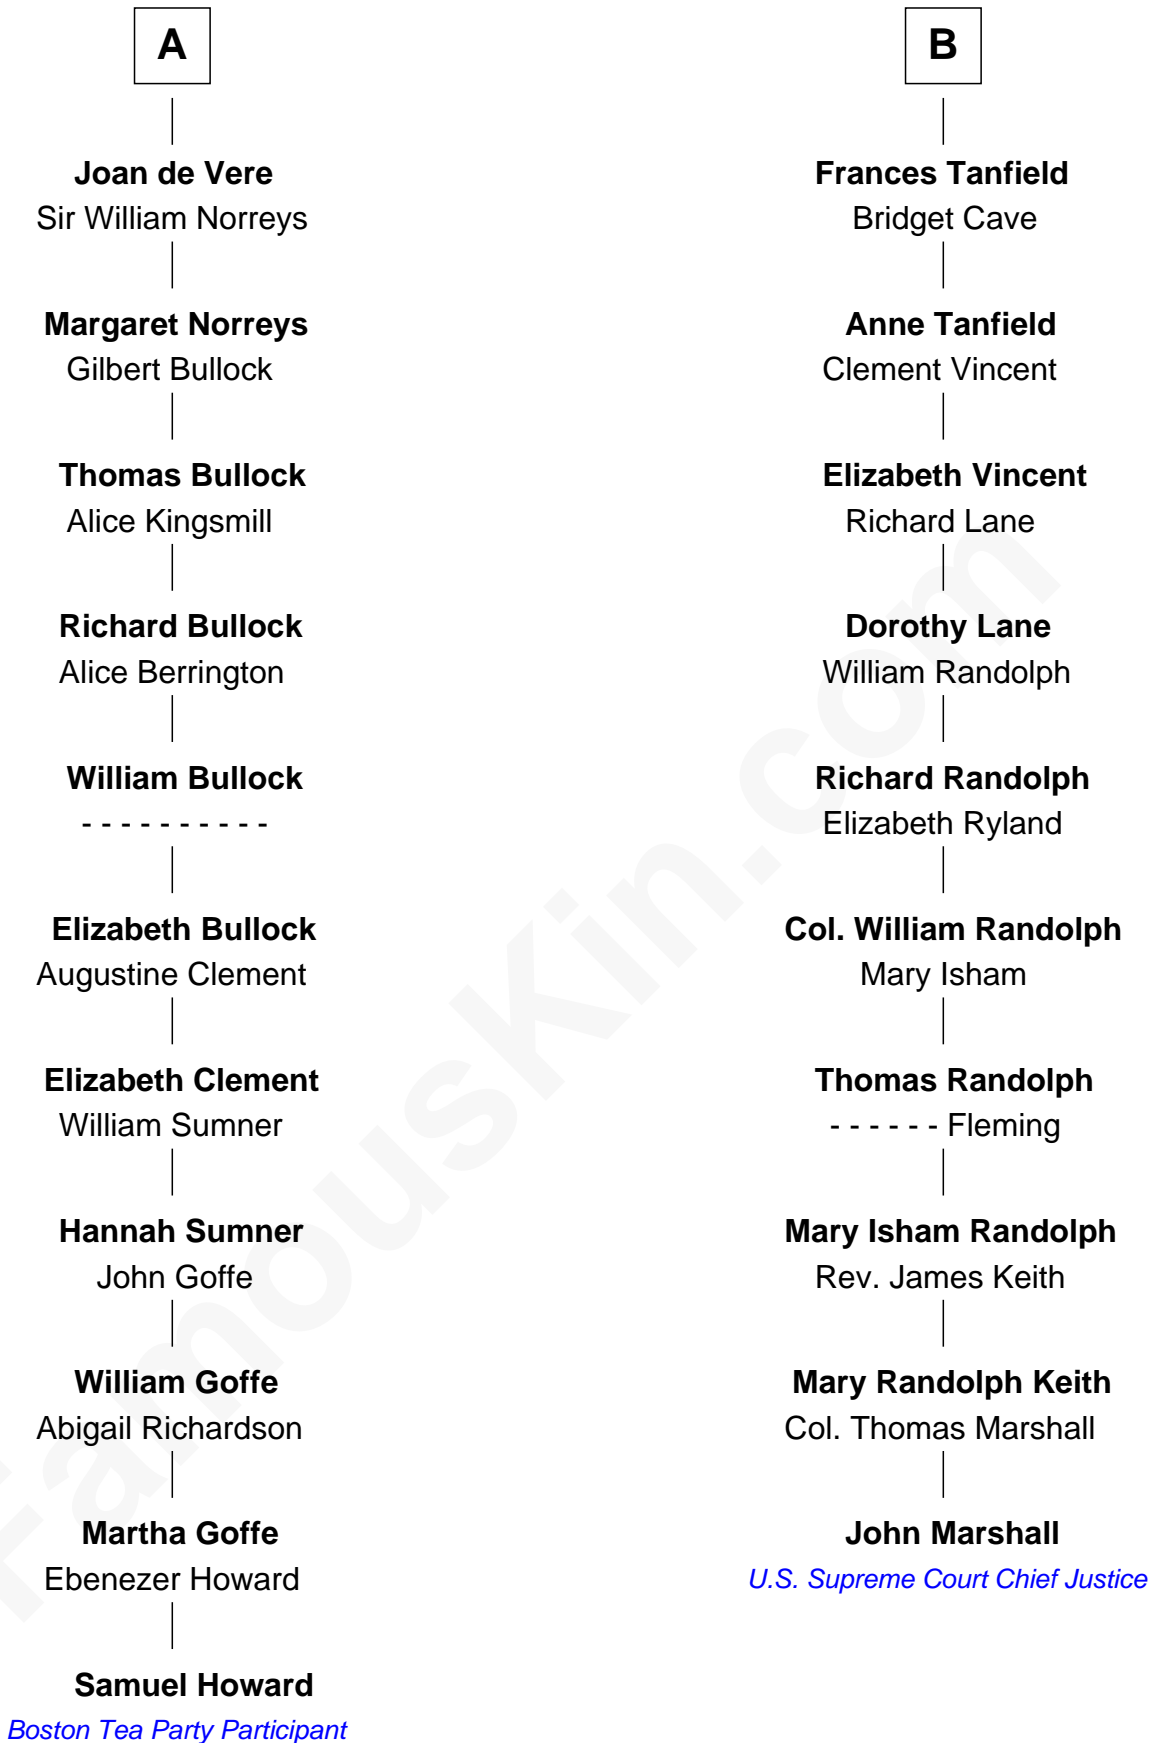 A
Joan de Vere
Sir William Norreys
Margaret Norreys
Gilbert Bullock
Thomas Bullock
Alice Kingsmill
Richard Bullock
Alice Berrington
William Bullock
- - - - - - - - - -
Elizabeth Bullock
Augustine Clement
Elizabeth Clement
William Sumner
Hannah Sumner
John Goffe
William Goffe
Abigail Richardson
Martha Goffe
Ebenezer Howard
Samuel Howard
Boston Tea Party Participant
B
Frances Tanfield
Bridget Cave
Anne Tanfield
Clement Vincent
Elizabeth Vincent
Richard Lane
Dorothy Lane
William Randolph
Richard Randolph
Elizabeth Ryland
Col. William Randolph
Mary Isham
Thomas Randolph
- - - - - - Fleming
Mary Isham Randolph
Rev. James Keith
Mary Randolph Keith
Col. Thomas Marshall
John Marshall
U.S. Supreme Court Chief Justice
FamousKin.com